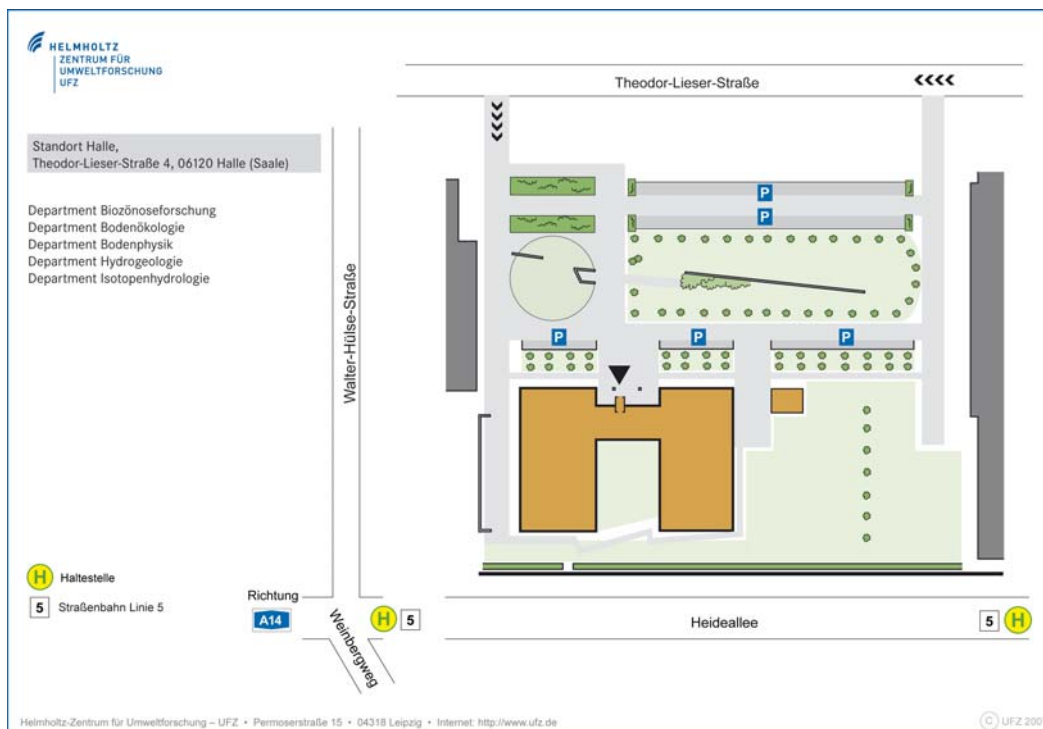 HELMHOLTZ
ZENTRUM FÜR
UMWELTFORSCHUNG
UFZ
Theodor-Lieser-Straße
Standort Halle,
Theodor-Lieser-Straße 4, 06120 Halle (Saale)
Department Biozönoseforschung
Department Bodenökologie
Department Bodenphysik
Department Hydrogeologie
Department Isotopenhydrologie
Walter-Hülse-Straße
P
P
P
P
P
H Haltestelle
5 Straßenbahn Linie 5
Richtung
A14
Weinbergweg
H 5
Heideallee
5 H
Helmholtz-Zentrum für Umweltforschung – UFZ • Permoserstraße 15 • 04318 Leipzig • Internet: http://www.ufz.de
© UFZ 200